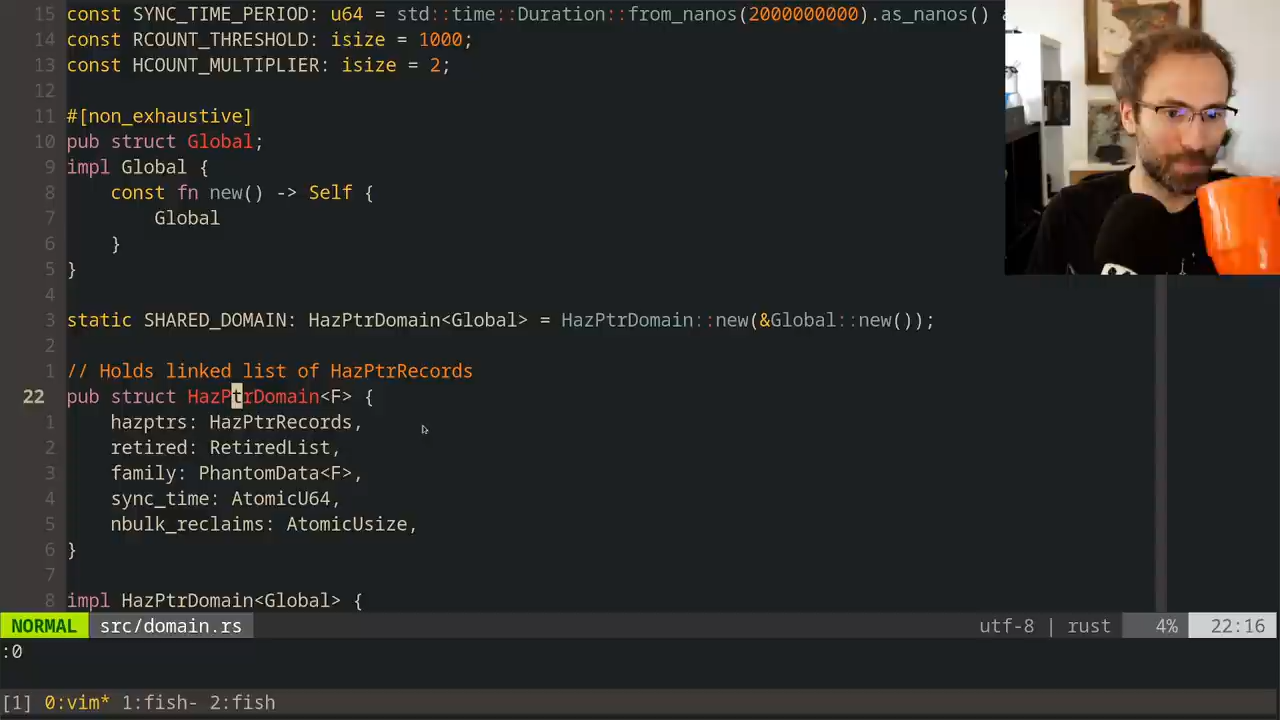 15 const SYNC_TIME_PERIOD: u64 = std::time::Duration::from_nanos(2000000000).as_nanos()
14 const RCOUNT_THRESHOLD: isize = 1000;
13 const HCOUNT_MULTIPLIER: isize = 2;
12
11 #[non_exhaustive]
10 pub struct Global;
9 impl Global {
8     const fn new() -> Self {
7         Global
6     }
5 }
4
3 static SHARED_DOMAIN: HazPtrDomain<Global> = HazPtrDomain::new(&Global::new());
2
1 // Holds linked list of HazPtrRecords
22 pub struct HazPtrDomain<F> {
1     hazptrs: HazPtrRecords,
2     retired: RetiredList,
3     family: PhantomData<F>,
4     sync_time: AtomicU64,
5     nbulk_reclaims: AtomicUsize,
6 }
7
8 impl HazPtrDomain<Global> {
NORMAL src/domain.rs utf-8 | rust 4% 22:16
:0
[1] 0:vim* 1:fish- 2:fish